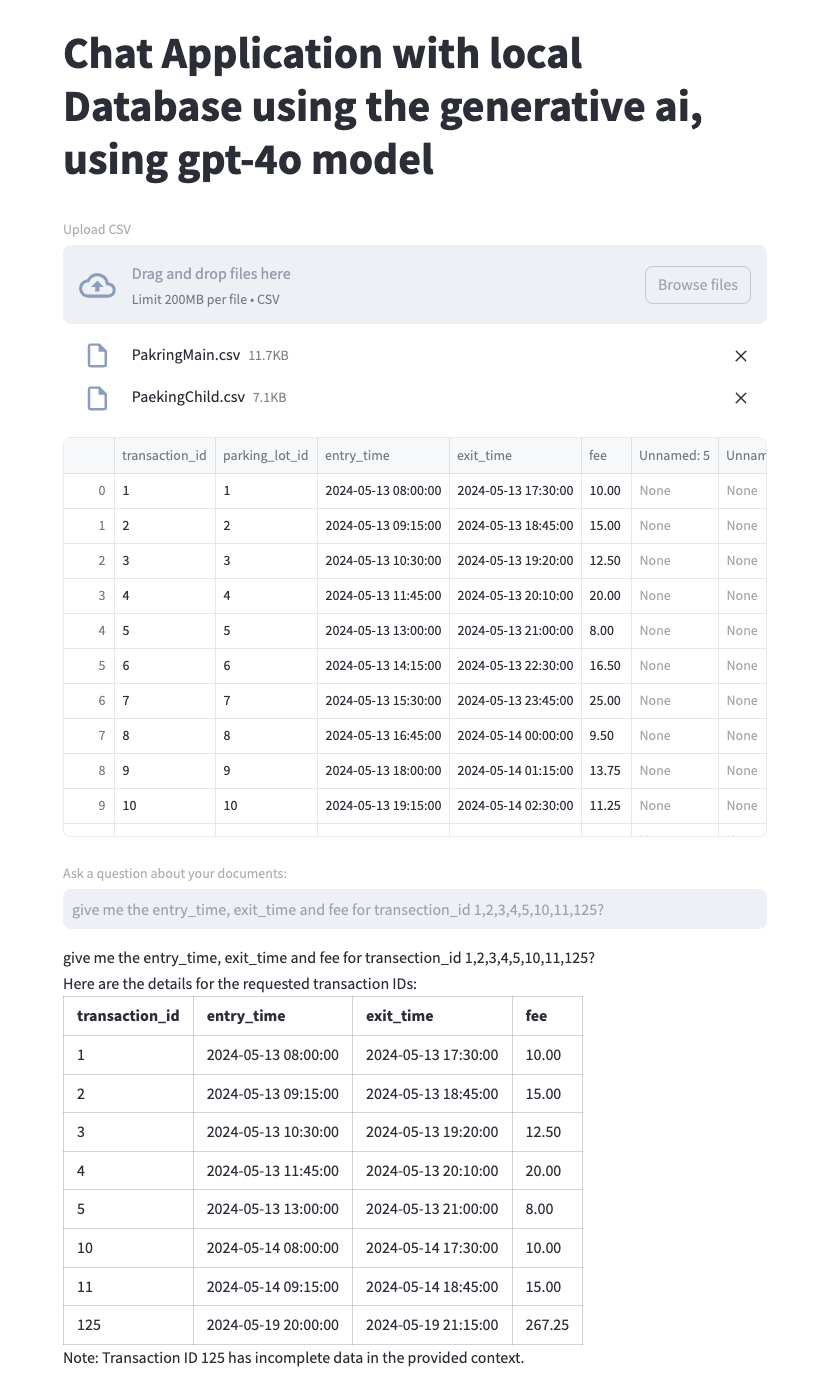 Chat Application with local
Database using the generative ai,
using gpt-4o model
Upload CSV
Drag and drop files here
Limit 200MB per file • CSV
Browse files
PakringMain.csv 11.7KB
PaekingChild.csv 7.1KB
transaction_id parking_lot_id entry_time exit_time fee Unnamed: 5 Unnam
0 1 1 2024-05-13 08:00:00 2024-05-13 17:30:00 10.00 None None
1 2 2 2024-05-13 09:15:00 2024-05-13 18:45:00 15.00 None None
2 3 3 2024-05-13 10:30:00 2024-05-13 19:20:00 12.50 None None
3 4 4 2024-05-13 11:45:00 2024-05-13 20:10:00 20.00 None None
4 5 5 2024-05-13 13:00:00 2024-05-13 21:00:00 8.00 None None
5 6 6 2024-05-13 14:15:00 2024-05-13 22:30:00 16.50 None None
6 7 7 2024-05-13 15:30:00 2024-05-13 23:45:00 25.00 None None
7 8 8 2024-05-13 16:45:00 2024-05-14 00:00:00 9.50 None None
8 9 9 2024-05-13 18:00:00 2024-05-14 01:15:00 13.75 None None
9 10 10 2024-05-13 19:15:00 2024-05-14 02:30:00 11.25 None None
Ask a question about your documents:
give me the entry_time, exit_time and fee for transection_id 1,2,3,4,5,10,11,125?
give me the entry_time, exit_time and fee for transection_id 1,2,3,4,5,10,11,125?
Here are the details for the requested transaction IDs:
transaction_id entry_time exit_time fee
1 2024-05-13 08:00:00 2024-05-13 17:30:00 10.00
2 2024-05-13 09:15:00 2024-05-13 18:45:00 15.00
3 2024-05-13 10:30:00 2024-05-13 19:20:00 12.50
4 2024-05-13 11:45:00 2024-05-13 20:10:00 20.00
5 2024-05-13 13:00:00 2024-05-13 21:00:00 8.00
10 2024-05-14 08:00:00 2024-05-14 17:30:00 10.00
11 2024-05-14 09:15:00 2024-05-14 18:45:00 15.00
125 2024-05-19 20:00:00 2024-05-19 21:15:00 267.25
Note: Transaction ID 125 has incomplete data in the provided context.